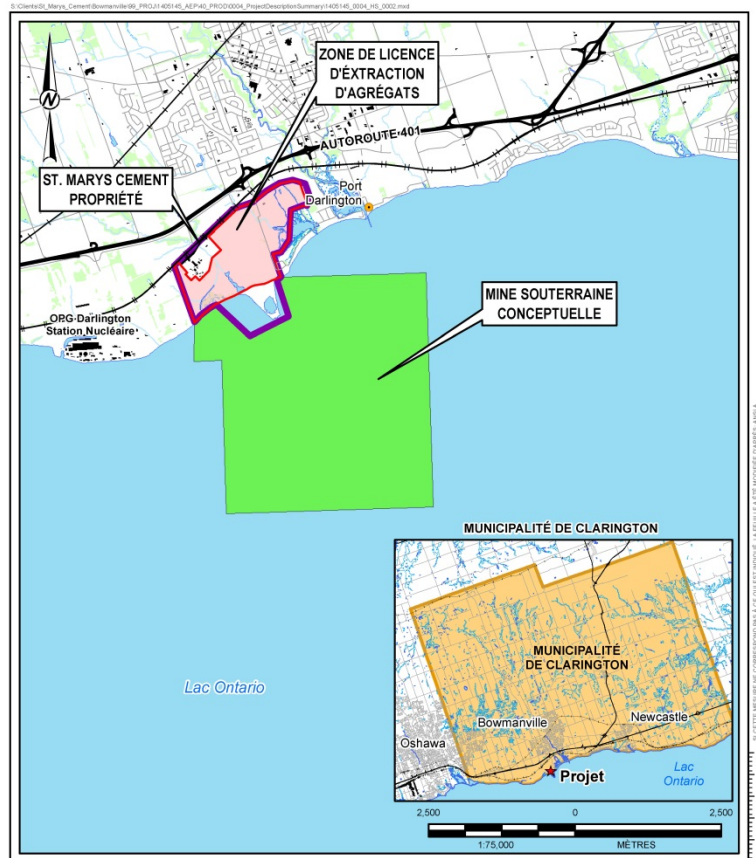 S:\Clients\St_Marys_Cement\Bowmanville\99_PROJ\1405145_AEP\40_PROD\0004_ProjectDescriptionSummary\1405145_0004_HS_0002.mxd
ZONE DE LICENCE
D'ÉXTRACTION
D'AGRÉGATS
N
AUTOROUTE 401
ST. MARYS CEMENT
PROPRIÉTÉ
Port
Darlington
OPG Darlington
Station Nucléaire
MINE SOUTERRAINE
CONCEPTUELLE
MUNICIPALITÉ DE CLARINGTON
MUNICIPALITÉ
DE CLARINGTON
Lac Ontario
Bowmanville
Newcastle
Oshawa
Projet
Lac
Ontario
2,500
0
2,500
1:75,000
MÈTRES